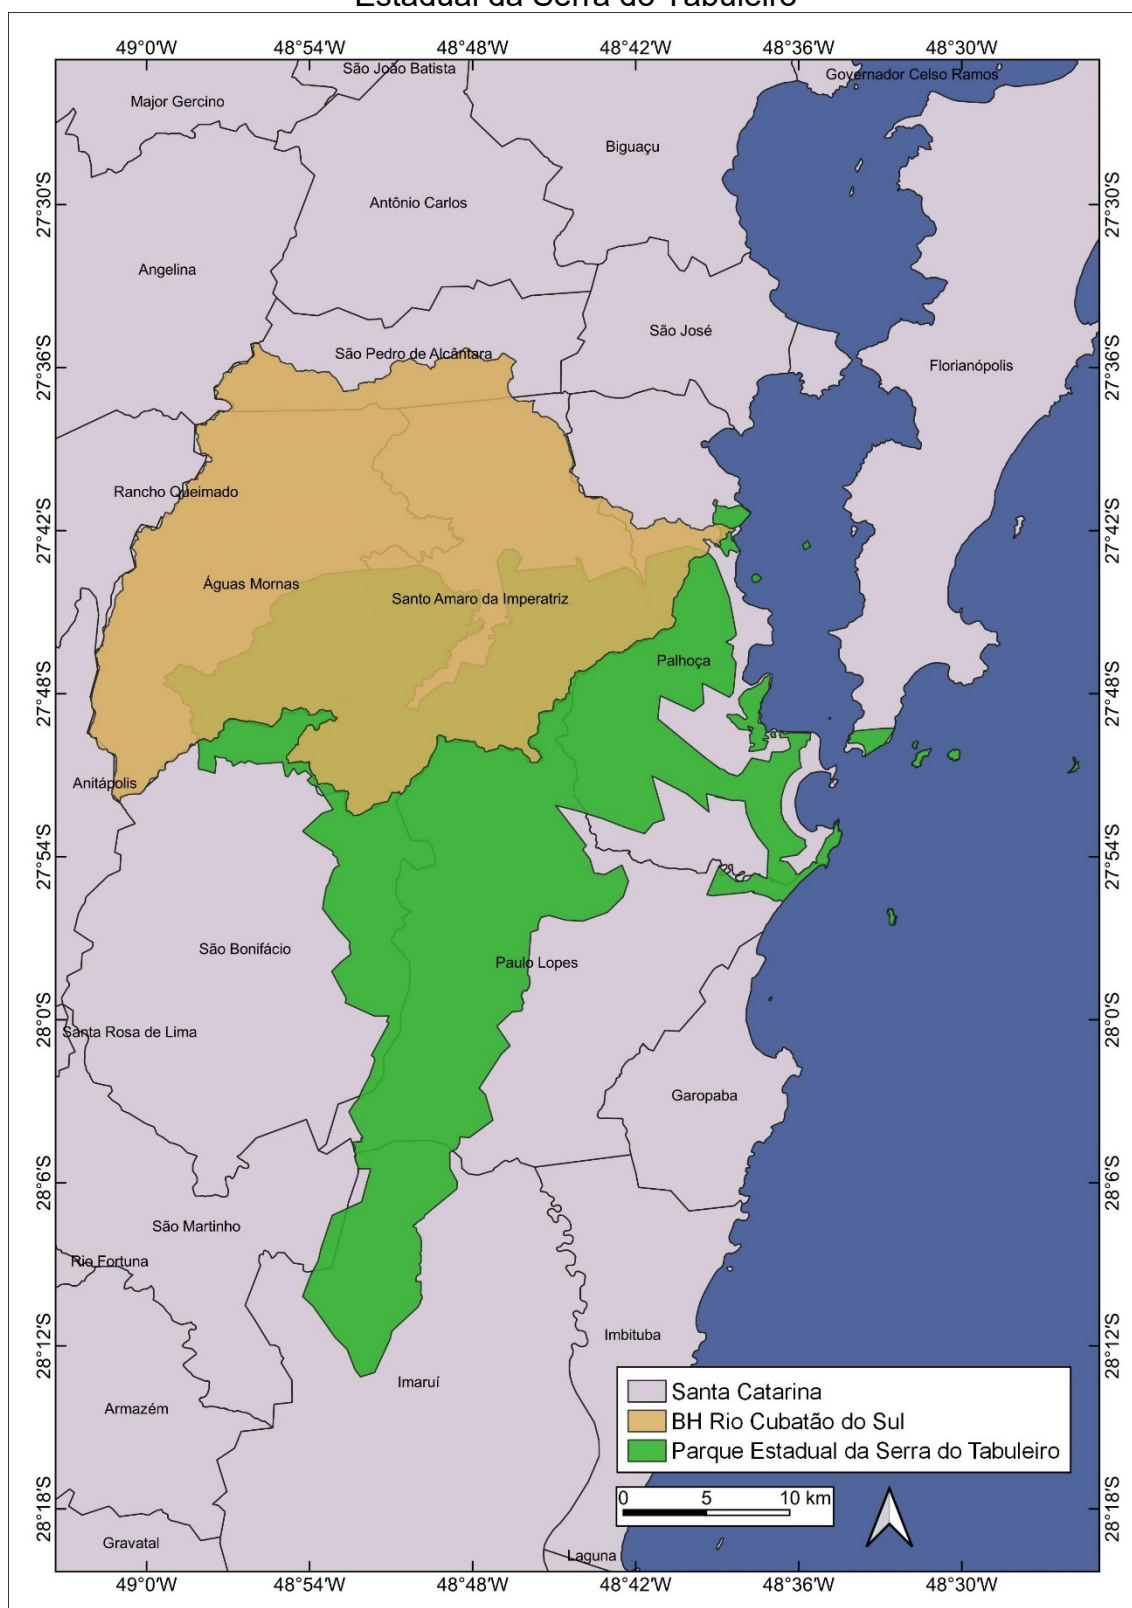 Estadual da Serra do Tabuleiro
49°0'W 48°54'W 48°48'W 48°42'W 48°36'W 48°30'W
São João Batista
Governador Celso Ramos
Major Gercino
Biguaçu
27°30'S
Antônio Carlos
27°30'S
Angelina
São José
São Pedro de Alcântara
27°36'S
Florianópolis
27°36'S
Rancho Queimado
27°42'S
27°42'S
Águas Mornas
Santo Amaro da Imperatriz
Palhoça
27°48'S
27°48'S
Anitápolis
27°54'S
27°54'S
São Bonifácio
Paulo Lopes
28°0'S
28°0'S
Santa Rosa de Lima
Garopaba
28°6'S
28°6'S
São Martinho
Rio Fortuna
28°12'S
Imbituba
28°12'S
Imaruí
Santa Catarina
Armazém
BH Rio Cubatão do Sul
Parque Estadual da Serra do Tabuleiro
28°18'S
0 5 10 km
28°18'S
Gravatal
Laguna
49°0'W 48°54'W 48°48'W 48°42'W 48°36'W 48°30'W